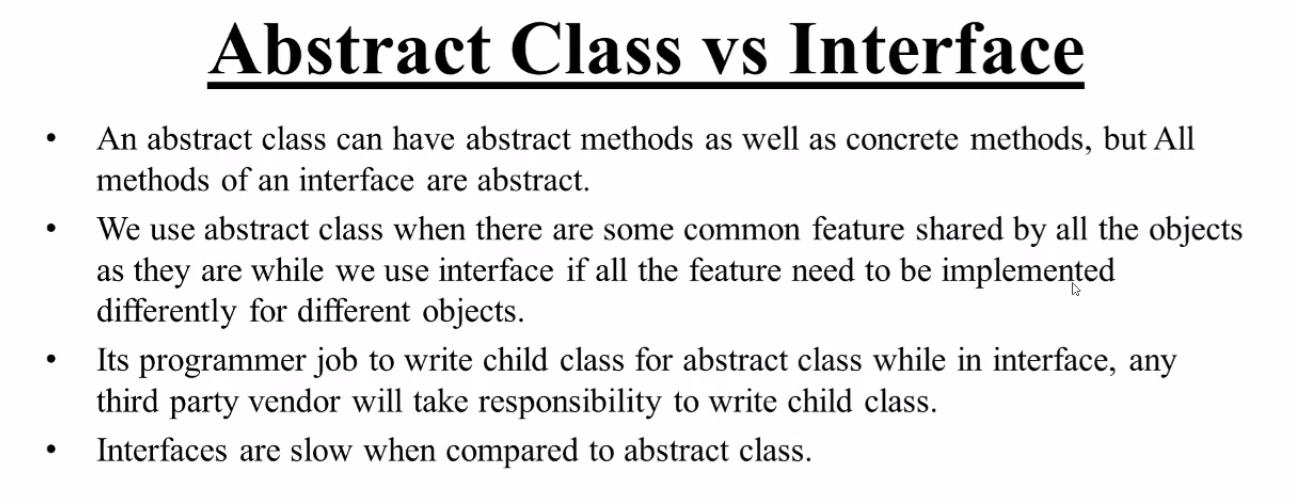 Abstract Class vs Interface
• An abstract class can have abstract methods as well as concrete methods, but All
methods of an interface are abstract.
• We use abstract class when there are some common feature shared by all the objects
as they are while we use interface if all the feature need to be implemented
differently for different objects.
• Its programmer job to write child class for abstract class while in interface, any
third party vendor will take responsibility to write child class.
• Interfaces are slow when compared to abstract class.